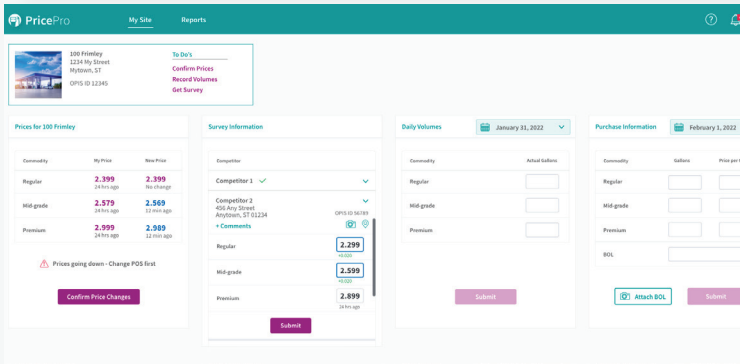 PricePro
My Site
Reports
100 Frimley
1234 My Street
Mytown, ST
OPIS ID 12345
To Do's
Confirm Prices
Record Volumes
Get Survey
Prices for 100 Frimley
Commodity My Price New Price
Regular 2.399 2.399
24 hrs ago No change
Mid-grade 2.579 2.569
24 hrs ago 13 min ago
Premium 2.999 2.989
24 hrs ago 12 min ago
Prices going down - Change POS first
Confirm Price Changes
Survey Information
Competitor
Competitor 1
Competitor 2
456 Any Street
Anytown, ST 01234
OPIS ID 56789
+ Comments
Regular 2.299
+0.020
Mid-grade 2.599
+0.020
Premium 2.899
24 hrs ago
Submit
Daily Volumes
January 31, 2022
Commodity Actual Gallons
Regular
Mid-grade
Premium
Submit
Purchase Information
February 1, 2022
Commodity Gallons Price per
Regular
Mid-grade
Premium
BOL
Attach BOL
Submit